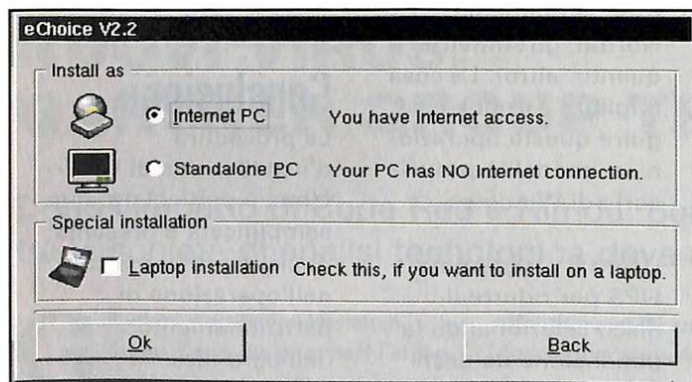 eChoice V2.2
Install as
Internet PC You have Internet access.
Standalone PC Your PC has NO Internet connection.
Special installation
Laptop installation Check this, if you want to install on a laptop.
Ok Back